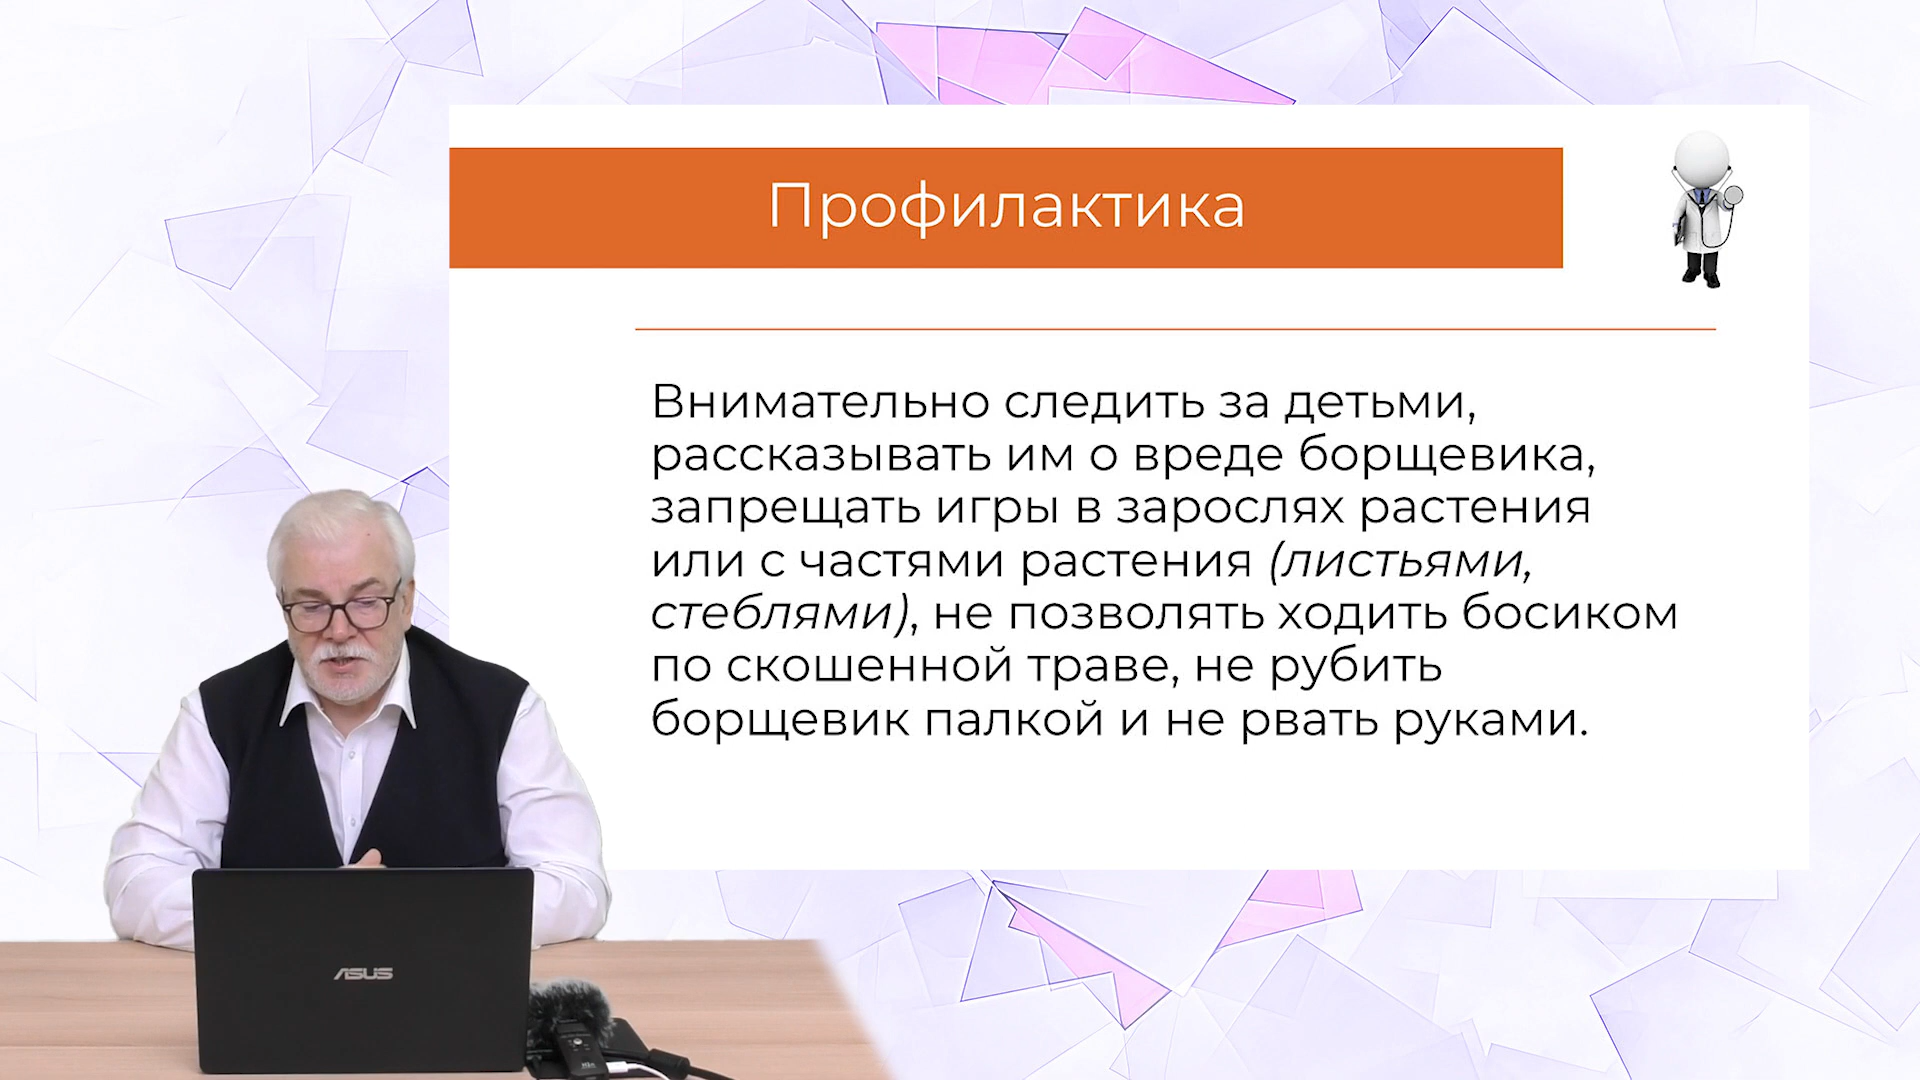 Профилактика
Внимательно следить за детьми,
рассказывать им о вреде борщевика,
запрещать игры в зарослях растения
или с частями растения (листьями,
стеблями), не позволять ходить босиком
по скошенной траве, не рубить
борщевик палкой и не рвать руками.
ASUS